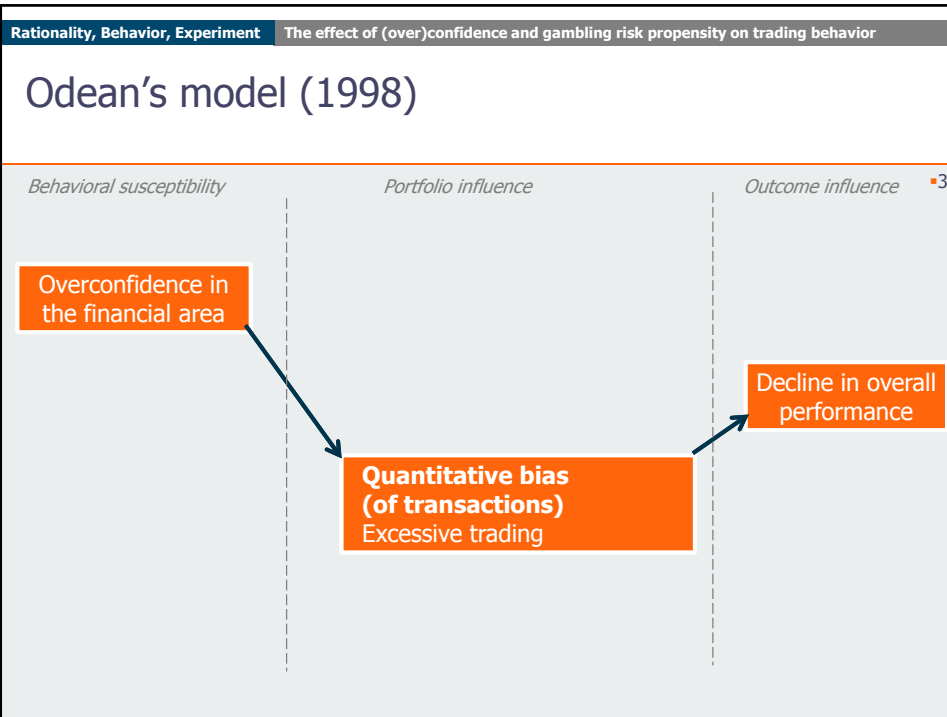 Rationality, Behavior, Experiment The effect of (over)confidence and gambling risk propensity on trading behavior
Odean's model (1998)
Behavioral susceptibility Portfolio influence Outcome influence ▪3
Overconfidence in
the financial area
Decline in overall
performance
Quantitative bias
(of transactions)
Excessive trading